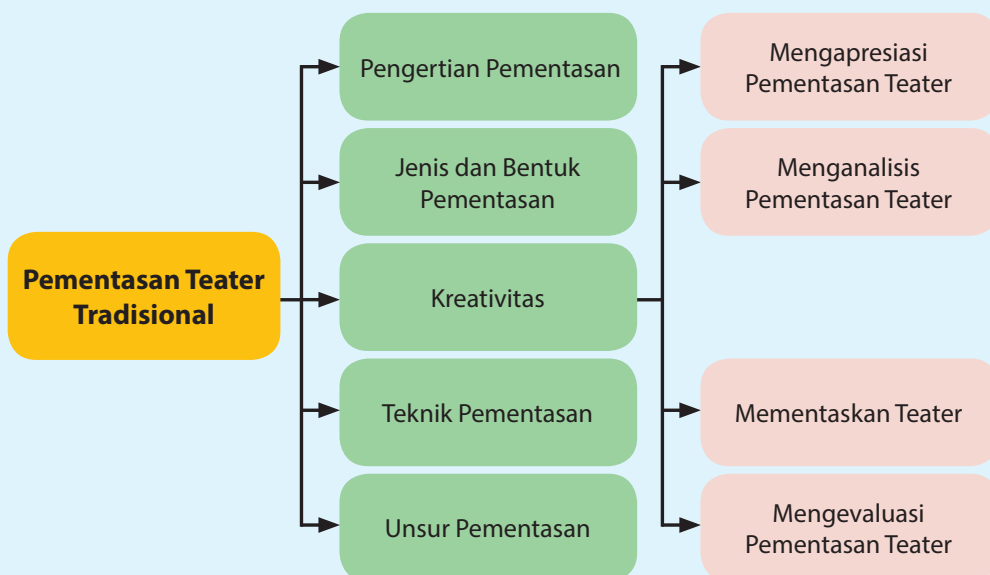 Pementasan Teater
Tradisional
Pengertian Pementasan
Jenis dan Bentuk
Pementasan
Kreativitas
Teknik Pementasan
Unsur Pementasan
Mengapresiasi
Pementasan Teater
Menganalisis
Pementasan Teater
Mementaskan Teater
Mengevaluasi
Pementasan Teater